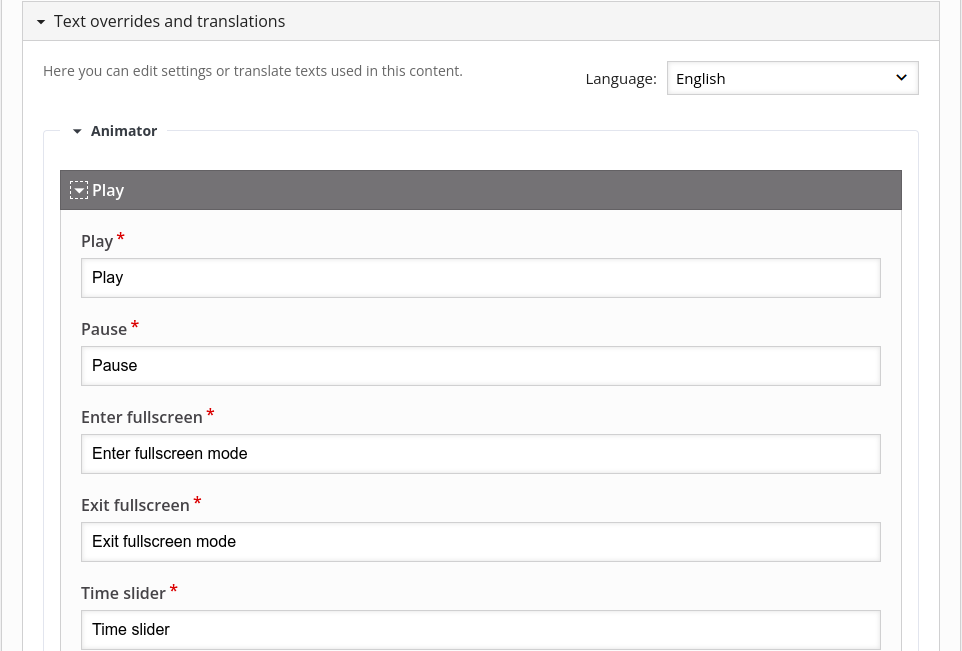 Text overrides and translations
Here you can edit settings or translate texts used in this content.
Language: English
Animator
Play
Play *
Play
Pause *
Pause
Enter fullscreen *
Enter fullscreen mode
Exit fullscreen *
Exit fullscreen mode
Time slider *
Time slider